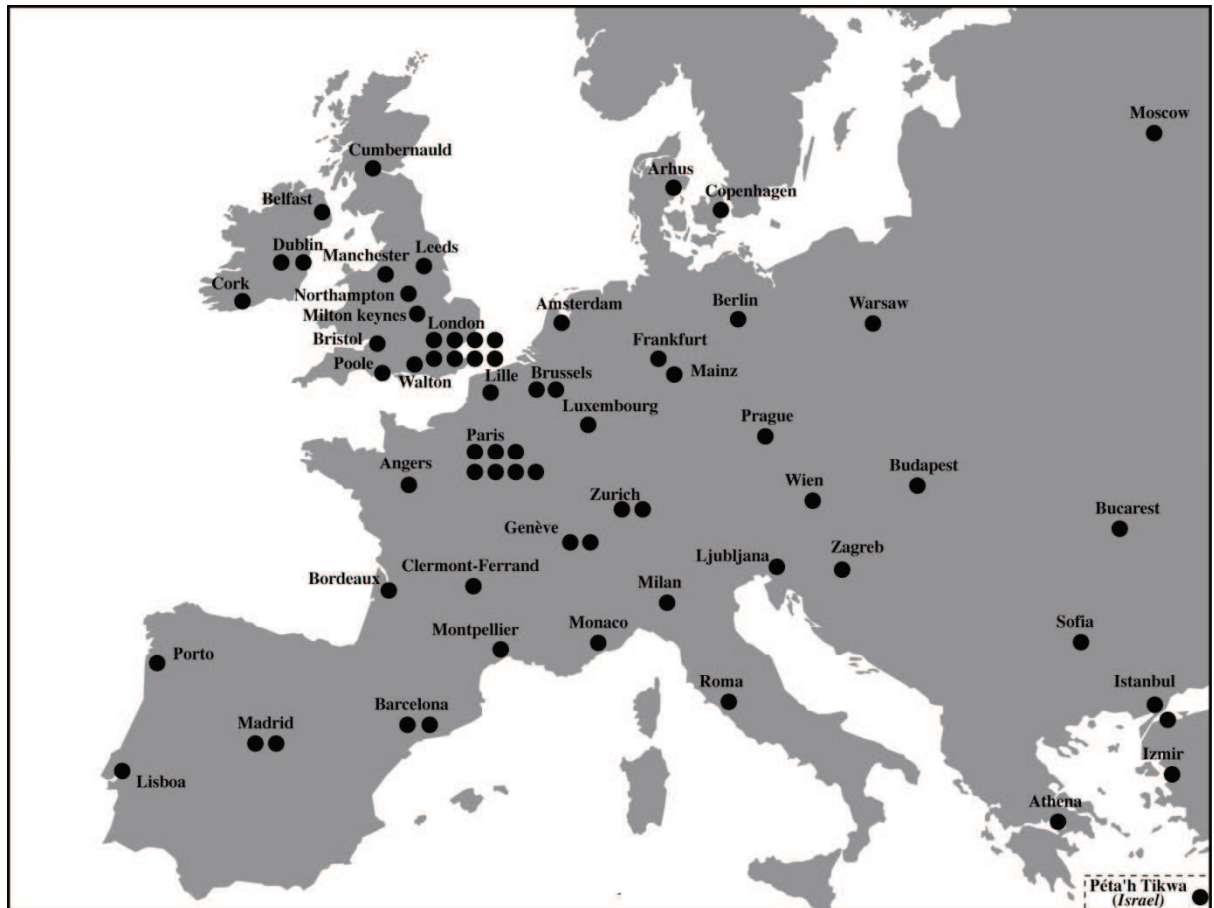 Moscow
Cumbernauld
Arhus
Copenhagen
Belfast
Dublin
Manchester
Leeds
Cork
Northampton
Milton keynes
London
Amsterdam
Berlin
Warsaw
Bristol
Poole
Walton
Lille
Brussels
Frankfurt
Mainz
Luxembourg
Prague
Paris
Angers
Zurich
Wien
Budapest
Bucarest
Genève
Clermont-Ferrand
Bordeaux
Ljubljana
Zagreb
Milan
Montpellier
Monaco
Sofia
Porto
Roma
Istanbul
Barcelona
Madrid
Izmir
Lisboa
Athena
Péta'h Tikwa
(Israel)